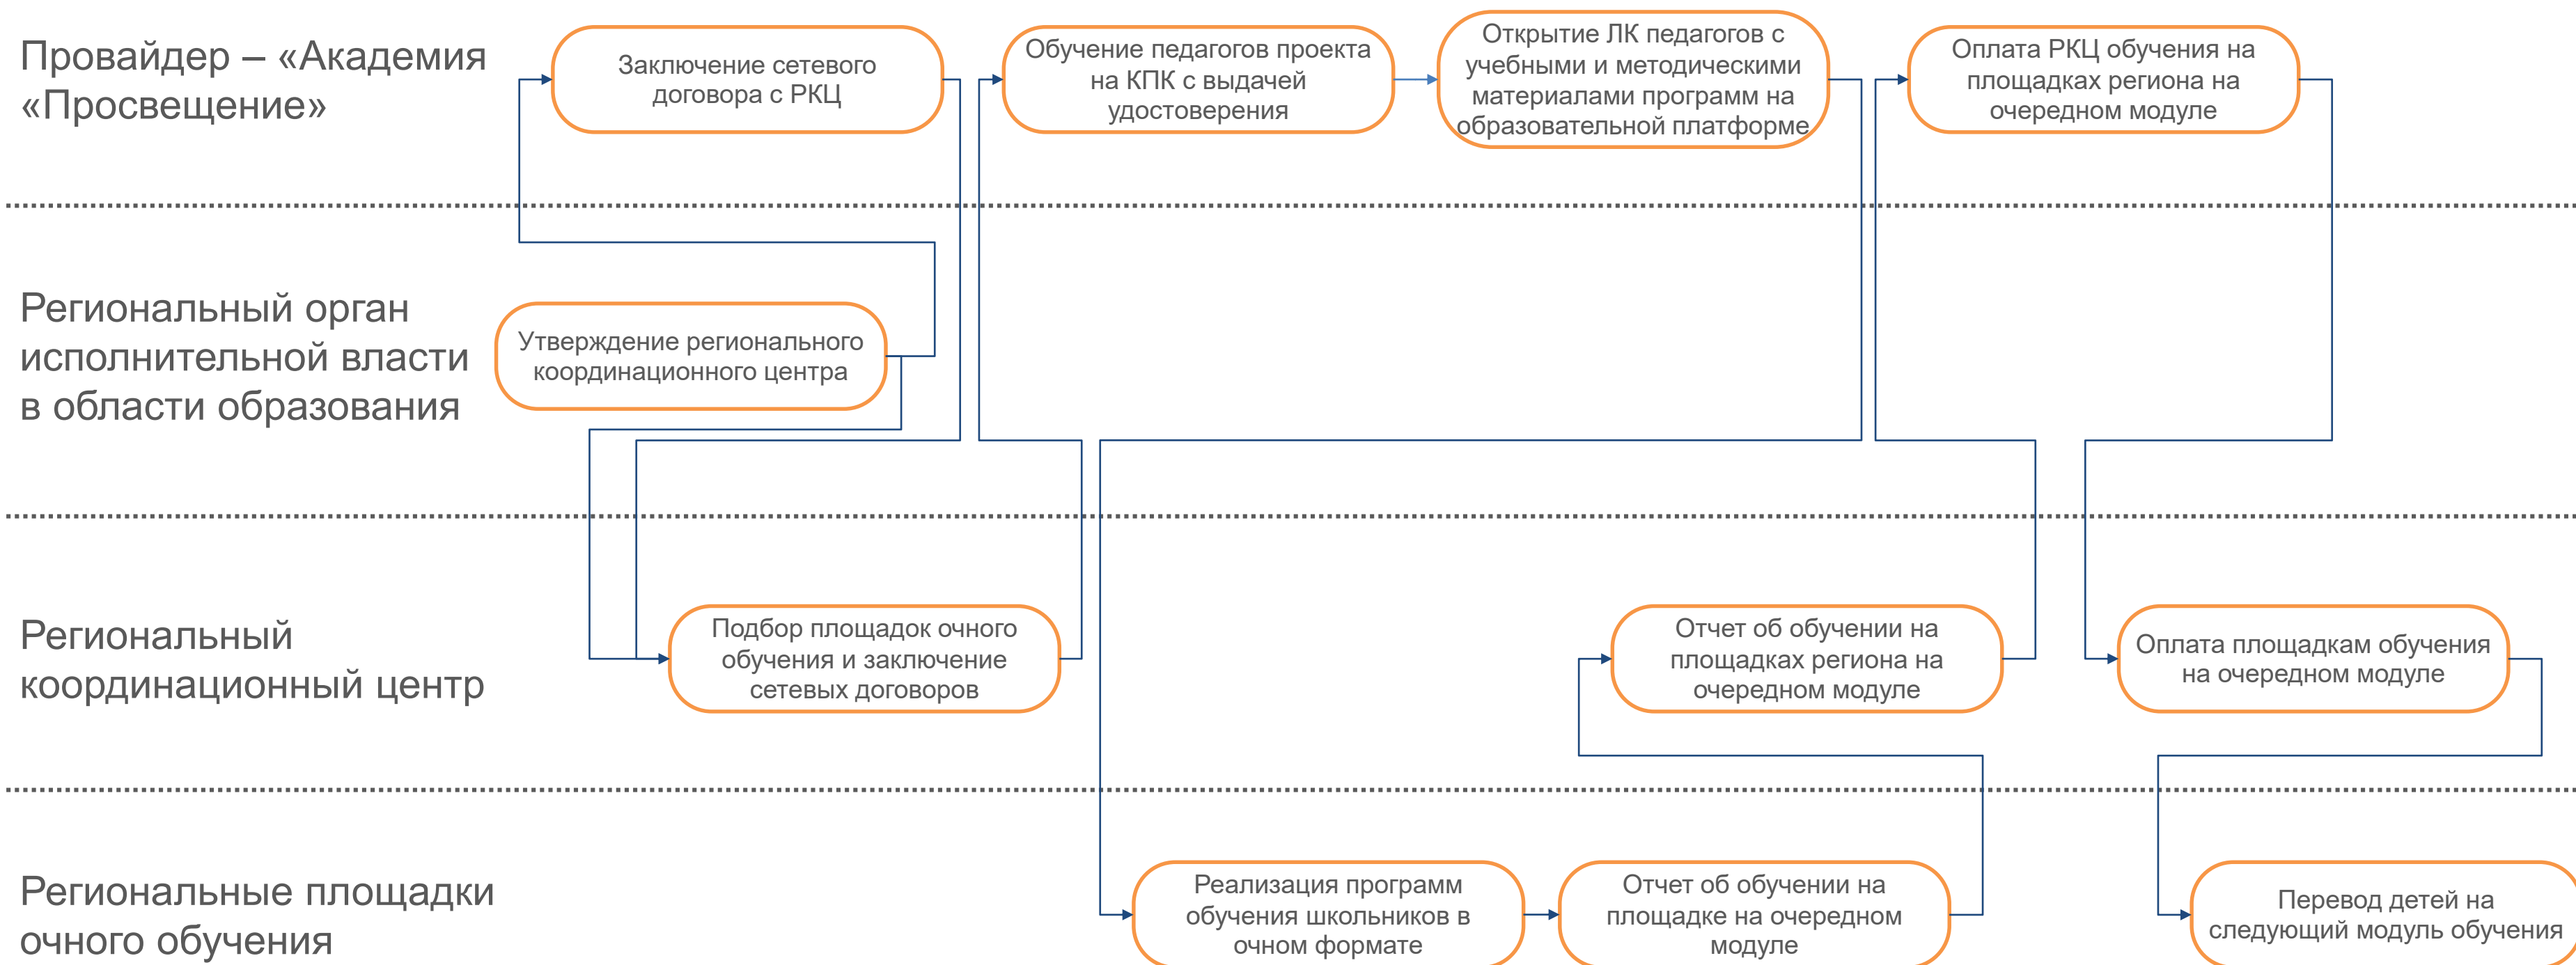 Провайдер – «Академия
«Просвещение»
Заключение сетевого
договора с РКЦ
Обучение педагогов проекта
на КПК с выдачей
удостоверения
Открытие ЛК педагогов с
учебными и методическими
материалами программ на
образовательной платформе
Оплата РКЦ обучения на
площадках региона на
очередном модуле
Региональный орган
исполнительной власти
в области образования
Утверждение регионального
координационного центра
Региональный
координационный центр
Подбор площадок очного
обучения и заключение
сетевых договоров
Отчет об обучении на
площадках региона на
очередном модуле
Оплата площадкам обучения
на очередном модуле
Региональные площадки
очного обучения
Реализация программ
обучения школьников в
очном формате
Отчет об обучении на
площадке на очередном
модуле
Перевод детей на
следующий модуль обучения